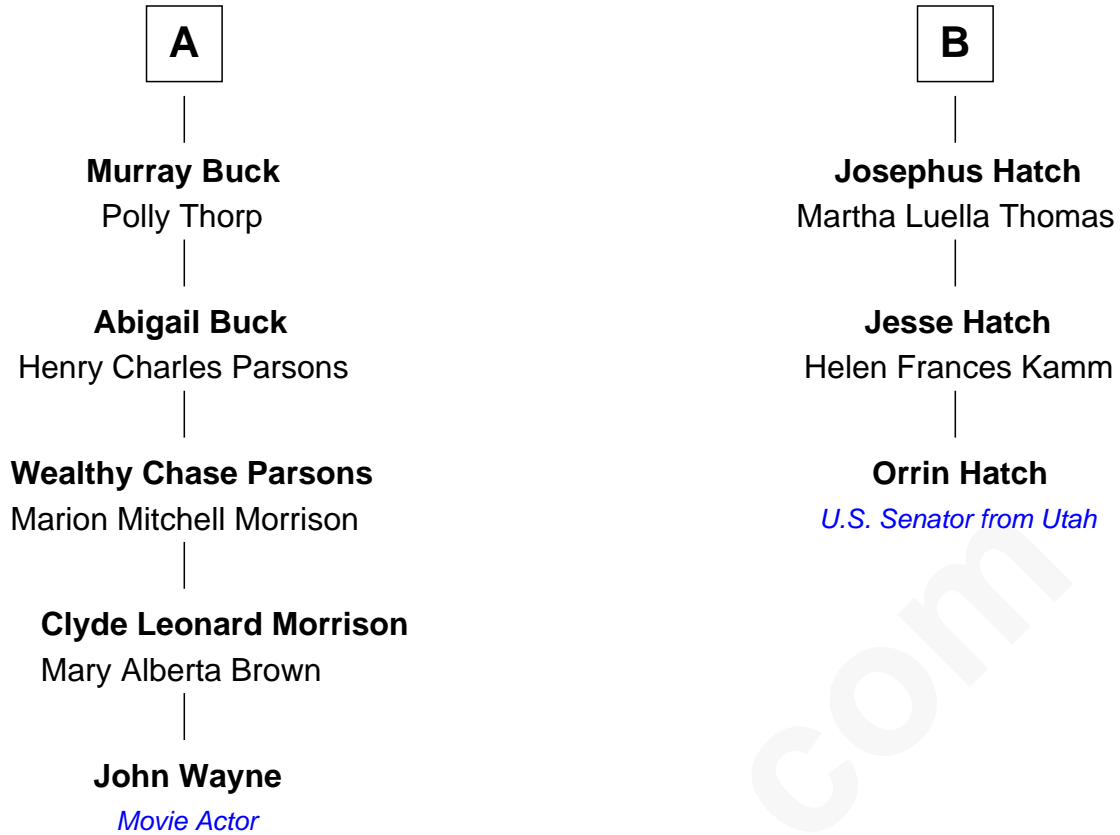 A
Murray Buck
Polly Thorp
Abigail Buck
Henry Charles Parsons
Wealthy Chase Parsons
Marion Mitchell Morrison
Clyde Leonard Morrison
Mary Alberta Brown
John Wayne
Movie Actor
B
Josephus Hatch
Martha Luella Thomas
Jesse Hatch
Helen Frances Kamm
Orrin Hatch
U.S. Senator from Utah
com